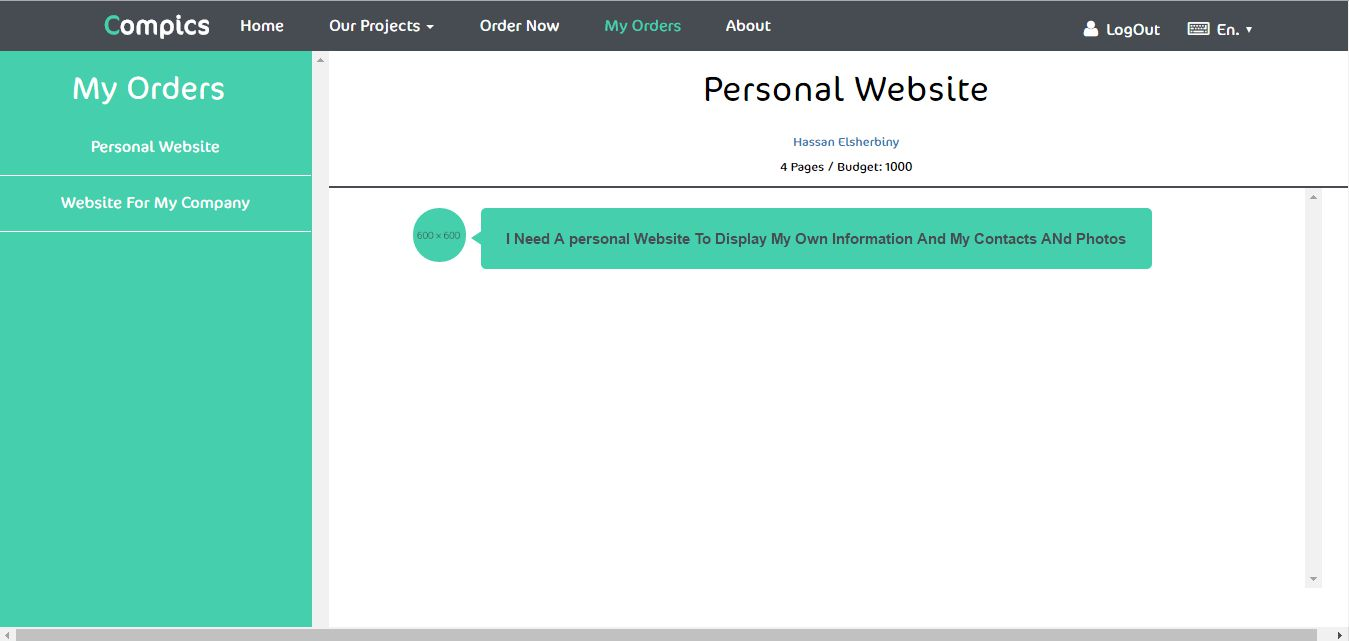 Compics Home Our Projects Order Now My Orders About LogOut En.
My Orders
Personal Website
Website For My Company
Personal Website
Hassan Elsherbiny
4 Pages / Budget: 1000
600 × 600
I Need A personal Website To Display My Own Information And My Contacts ANd Photos